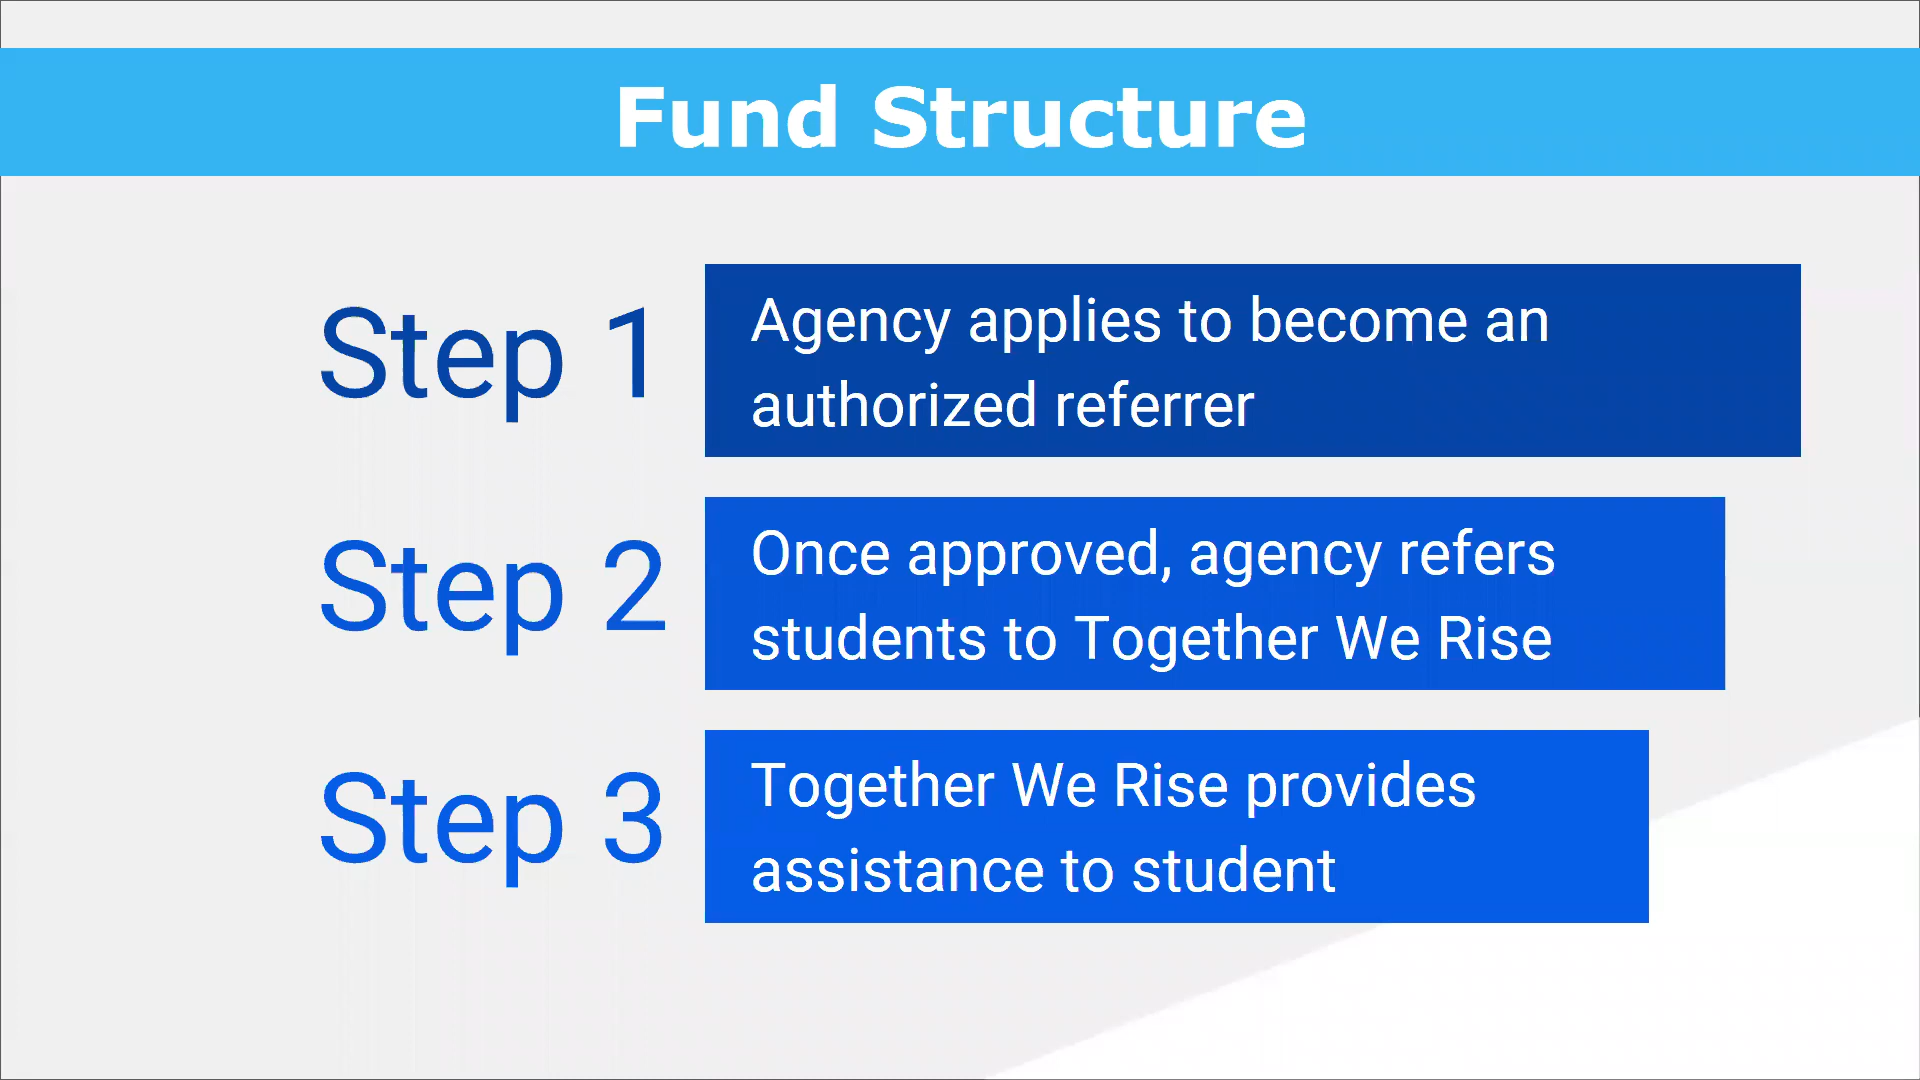 Fund Structure
Step 1
Agency applies to become an
authorized referrer
Step 2
Once approved, agency refers
students to Together We Rise
Step 3
Together We Rise provides
assistance to student